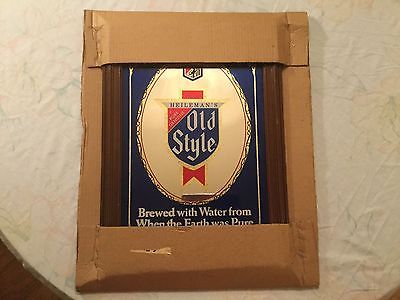 HEILEMAN'S
Old
Style
Brewed with Water from
When the Earth was Pure